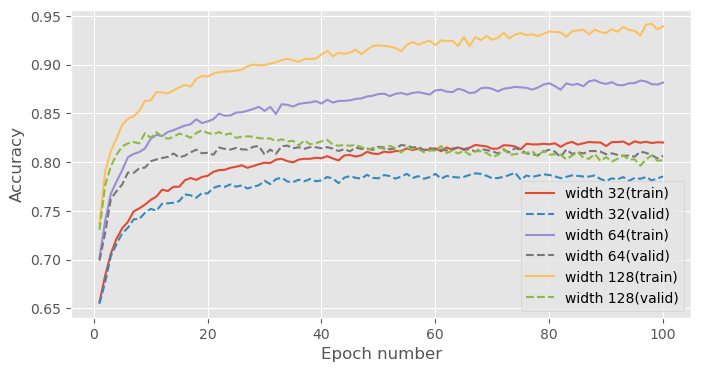 0.95
0.90
0.85
0.80
0.75
0.70
0.65
Accuracy
width 32(train)
width 32(valid)
width 64(train)
width 64(valid)
width 128(train)
width 128(valid)
0 20 40 60 80 100
Epoch number